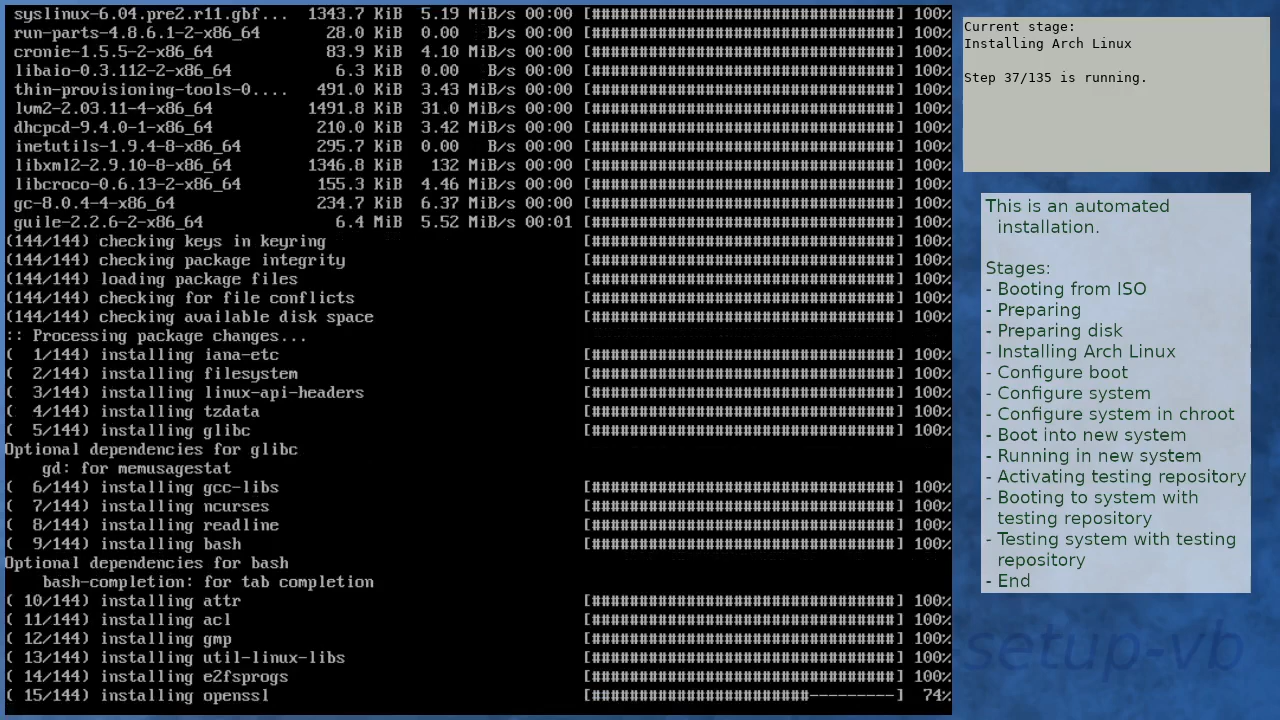 syslinux-6.04.pre2.r11.gbf...  1343.7 KiB  5.19 MiB/s 00:00 [################################] 100%
run-parts-4.8.6.1-2-x86_64       28.0 KiB  0.00   B/s 00:00 [################################] 100%
cronie-1.5.5-2-x86_64            83.9 KiB  4.10 MiB/s 00:00 [################################] 100%
libaio-0.3.112-2-x86_64           6.3 KiB  0.00   B/s 00:00 [################################] 100%
thin-provisioning-tools-0....   491.0 KiB  3.43 MiB/s 00:00 [################################] 100%
lvm2-2.03.11-4-x86_64          1491.8 KiB  31.0 MiB/s 00:00 [################################] 100%
dhcpcd-9.4.0-1-x86_64           210.0 KiB  3.42 MiB/s 00:00 [################################] 100%
inetutils-1.9.4-8-x86_64        295.7 KiB  0.00   B/s 00:00 [################################] 100%
libxml2-2.9.10-8-x86_64        1346.8 KiB   132 MiB/s 00:00 [################################] 100%
libcroco-0.6.13-2-x86_64        155.3 KiB  4.46 MiB/s 00:00 [################################] 100%
gc-8.0.4-4-x86_64               234.7 KiB  6.37 MiB/s 00:00 [################################] 100%
guile-2.2.6-2-x86_64              6.4 MiB  5.52 MiB/s 00:01 [################################] 100%
(144/144) checking keys in keyring [################################] 100%
(144/144) checking package integrity [################################] 100%
(144/144) loading package files [################################] 100%
(144/144) checking for file conflicts [################################] 100%
(144/144) checking available disk space [################################] 100%
:: Processing package changes...
(  1/144) installing iana-etc [################################] 100%
(  2/144) installing filesystem [################################] 100%
(  3/144) installing linux-api-headers [################################] 100%
(  4/144) installing tzdata [################################] 100%
(  5/144) installing glibc [################################] 100%
Optional dependencies for glibc
    gd: for memusagestat
(  6/144) installing gcc-libs [################################] 100%
(  7/144) installing ncurses [################################] 100%
(  8/144) installing readline [################################] 100%
(  9/144) installing bash [################################] 100%
Optional dependencies for bash
    bash-completion: for tab completion
( 10/144) installing attr [################################] 100%
( 11/144) installing acl [################################] 100%
( 12/144) installing gmp [################################] 100%
( 13/144) installing util-linux-libs [################################] 100%
( 14/144) installing e2fsprogs [################################] 100%
( 15/144) installing openssl [#######################---------] 74%
Current stage:
Installing Arch Linux
Step 37/135 is running.
This is an automated
installation.
Stages:
- Booting from ISO
- Preparing
- Preparing disk
- Installing Arch Linux
- Configure boot
- Configure system
- Configure system in chroot
- Boot into new system
- Running in new system
- Activating testing repository
- Booting to system with
testing repository
- Testing system with testing
repository
- End
setup-vb